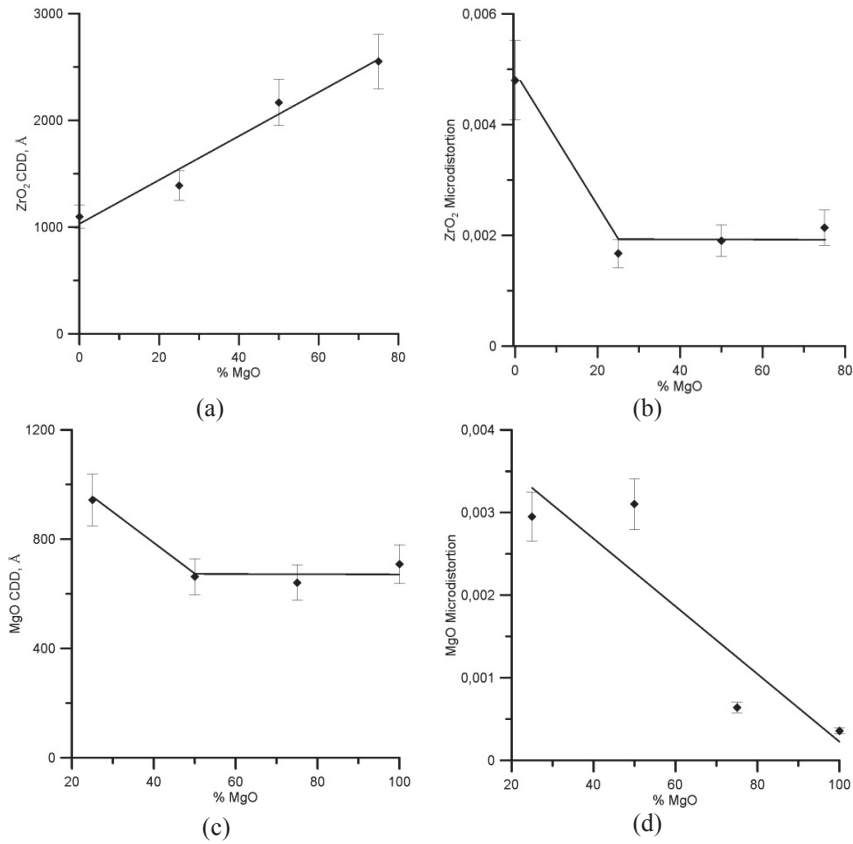 3000
2000
1000
0
ZrO₂ CDD, Å
0 20 40 60 80
% MgO
(a)
0,006
0,004
0,002
0
ZrO₂ Microdistortion
0 20 40 60 80
% MgO
(b)
1200
800
400
0
MgO CDD, Å
20 40 60 80 100
% MgO
(c)
0,004
0,003
0,002
0,001
0
MgO Microdistortion
20 40 60 80 100
% MgO
(d)